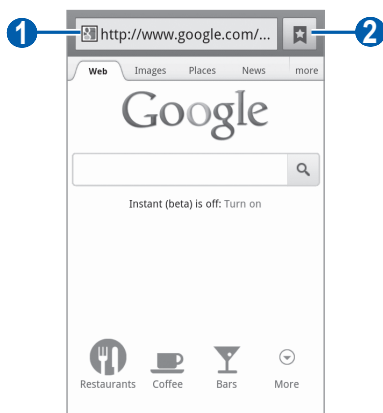 1 http://www.google.com/... 2
Web Images Places News more
Google
Instant (beta) is off: Turn on
Restaurants Coffee Bars More